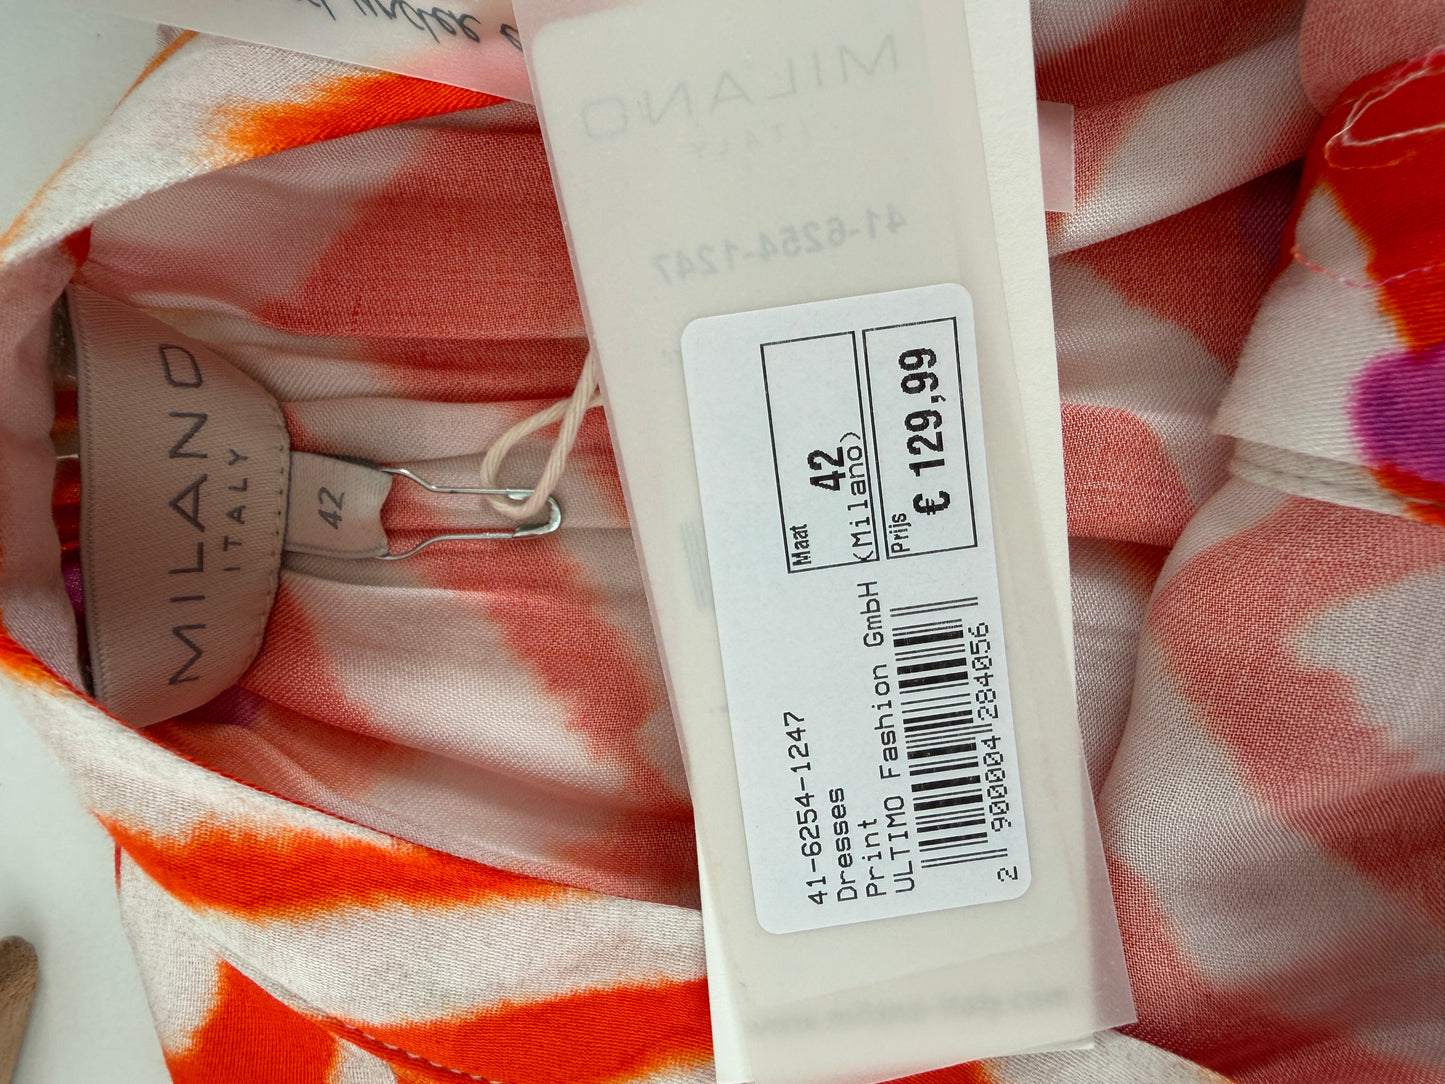 MILANO
ITALY
42
MILANO
ITALY
41-6254-1247
Maat
42
(Milano)
Prijs
€ 129,99
41-6254-1247
Dresses
Print
ULTIMO Fashion GmbH
2 900004 284056